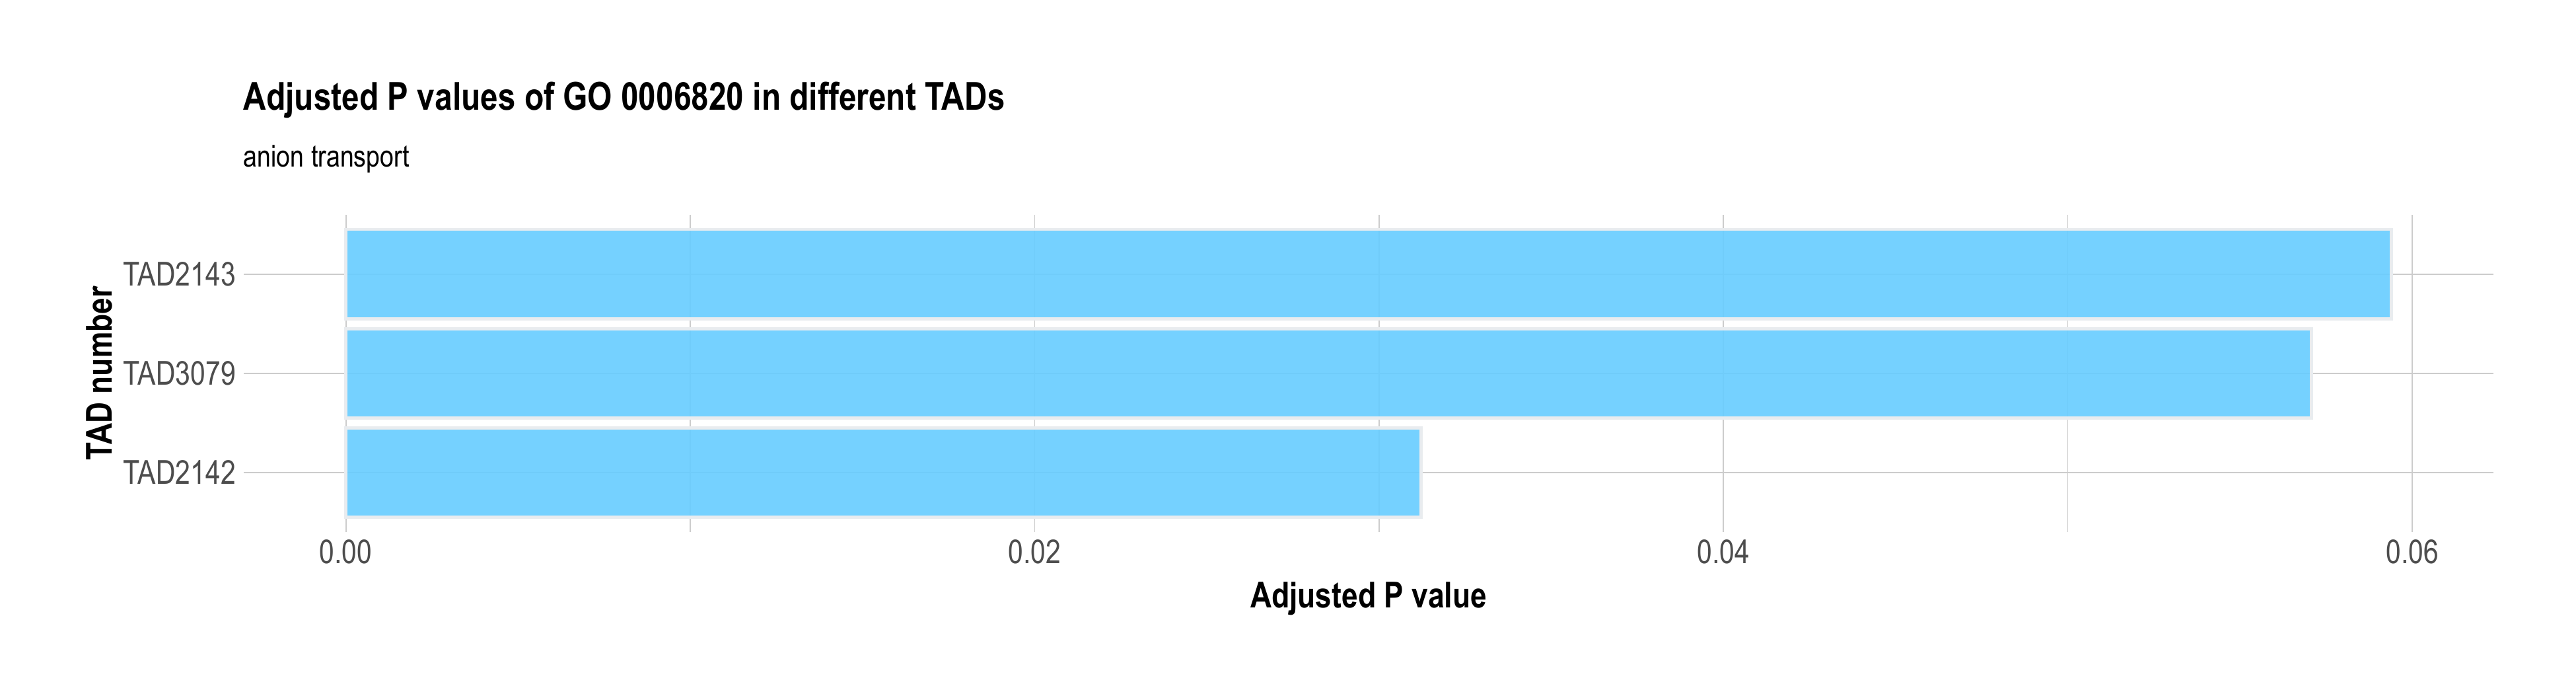 Adjusted P values of GO 0006820 in different TADs
anion transport
TAD number
TAD2143
TAD3079
TAD2142
0.00 0.02 0.04 0.06
Adjusted P value